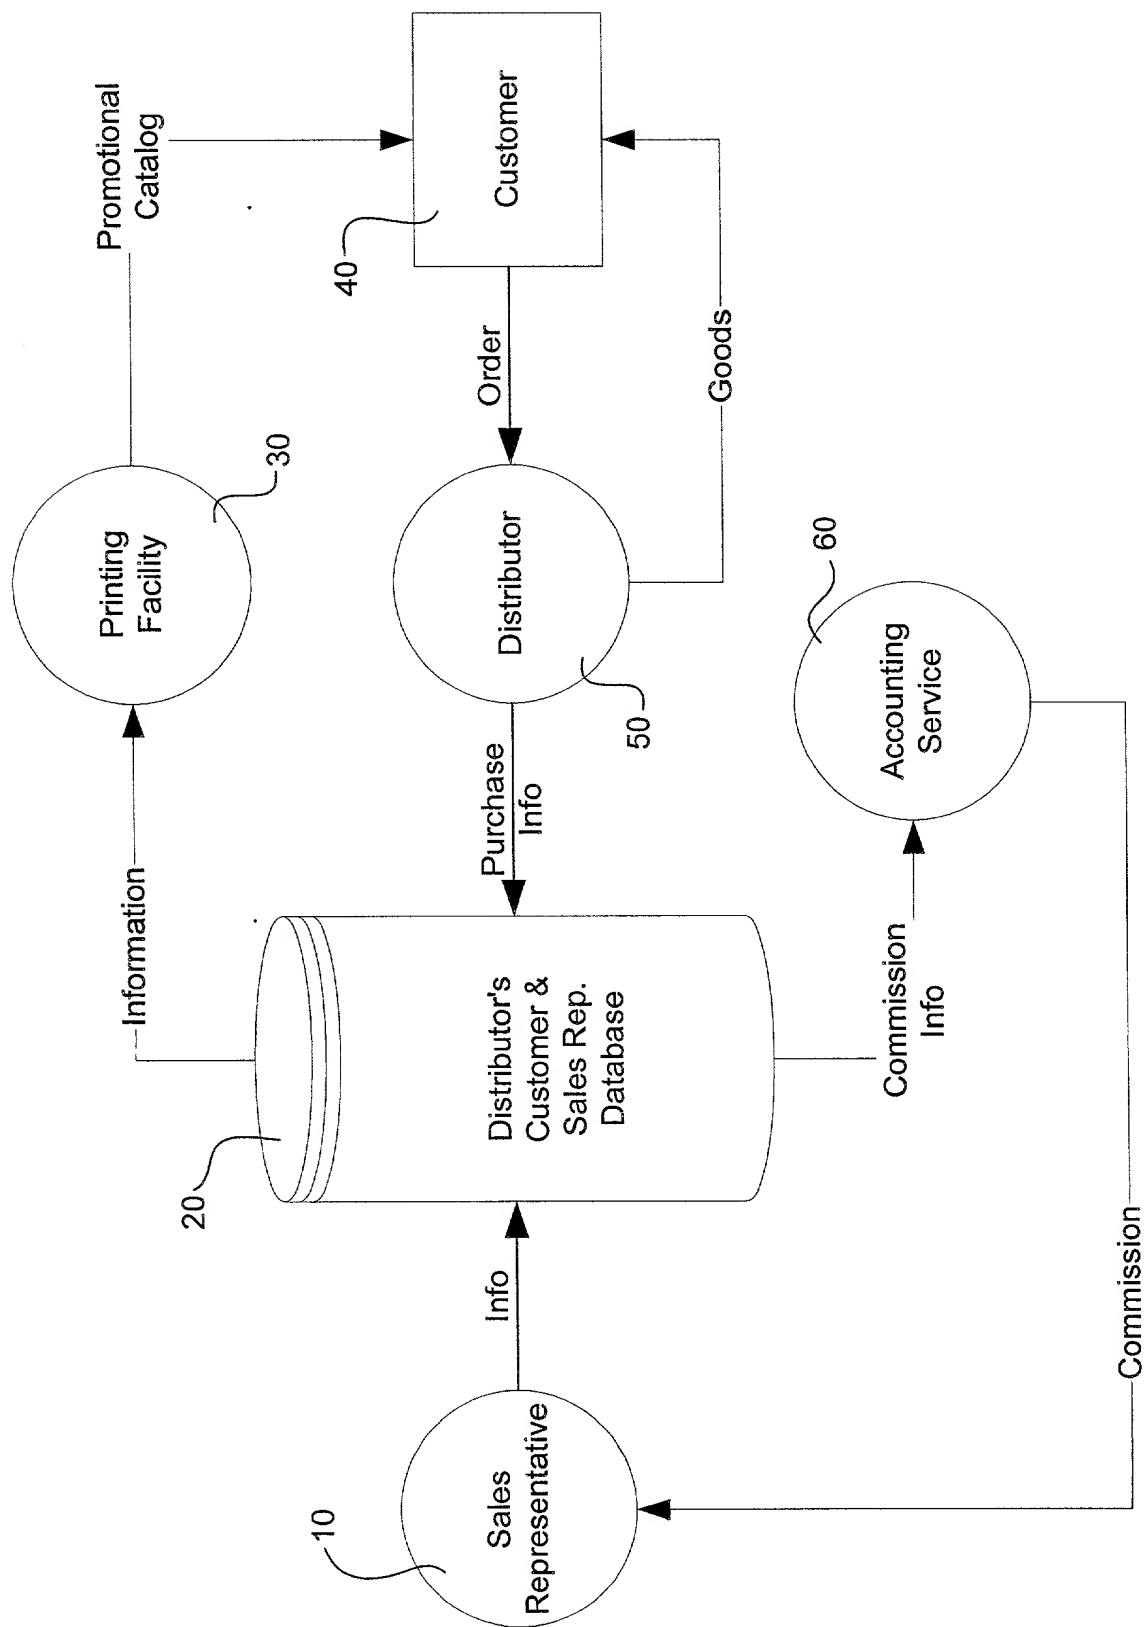 10
Sales
Representative
Info
20
Distributor's
Customer &
Sales Rep.
Database
Information
Printing
Facility
30
Promotional
Catalog
40
Customer
Order
Distributor
50
Goods
Purchase
Info
Commission
Info
Accounting
Service
60
Commission